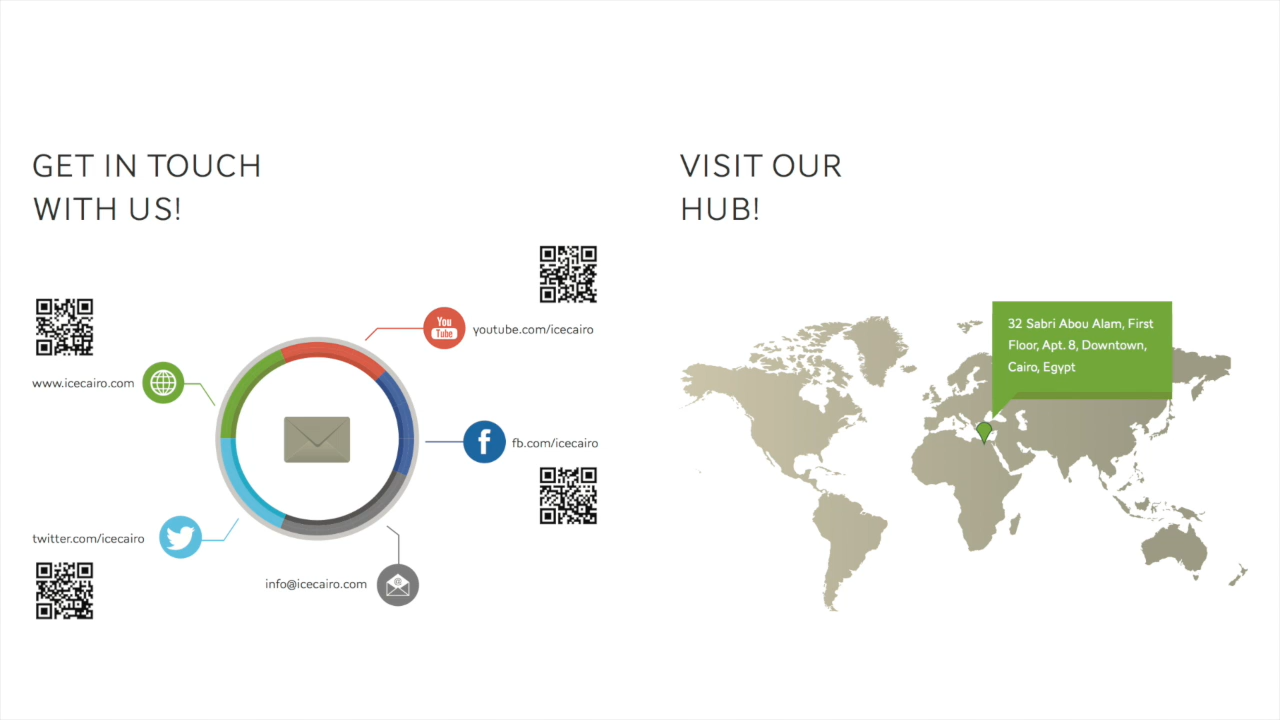 GET IN TOUCH
WITH US!
VISIT OUR
HUB!
You
Tube
youtube.com/icecairo
www.icecairo.com
f
fb.com/icecairo
twitter.com/icecairo
@
info@icecairo.com
32 Sabri Abou Alam, First
Floor, Apt. 8, Downtown,
Cairo, Egypt